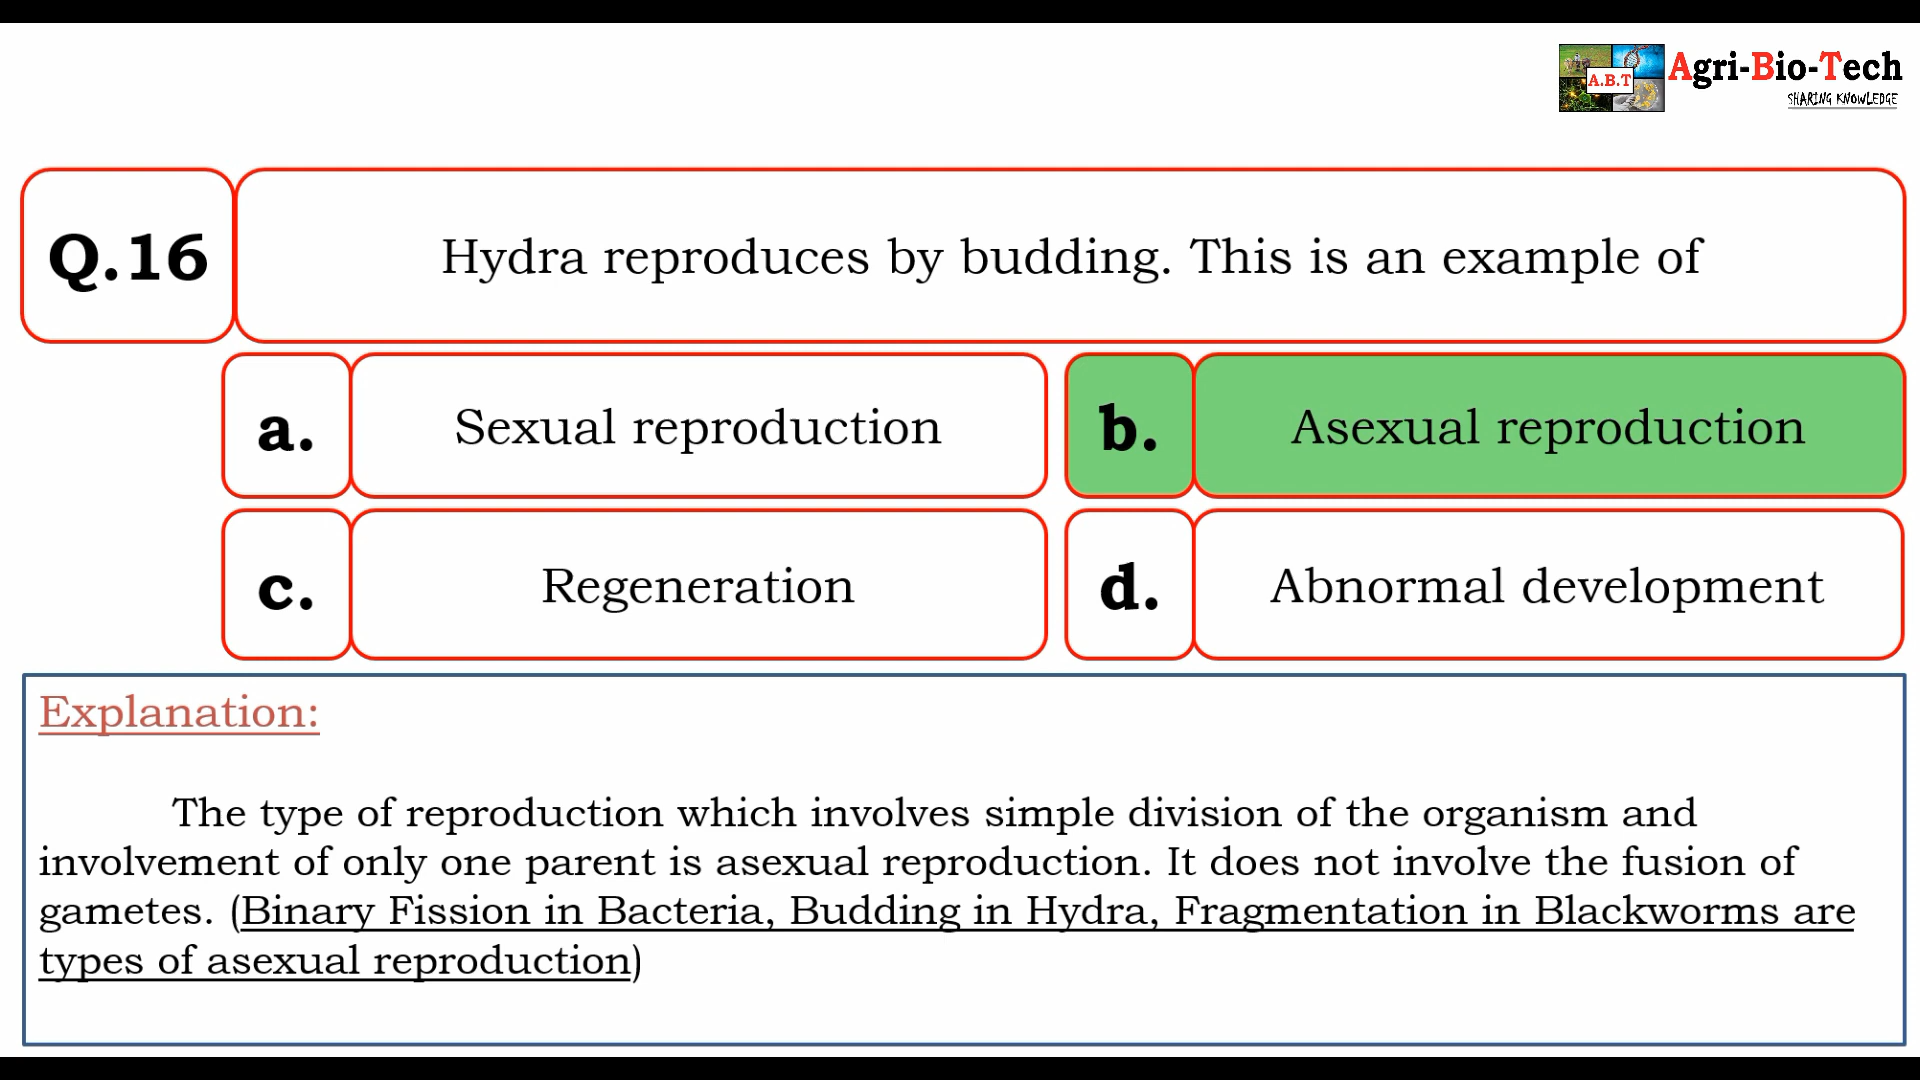 A.B.T
Agri-Bio-Tech
SHARING KNOWLEDGE
Q.16
Hydra reproduces by budding. This is an example of
a.
Sexual reproduction
b.
Asexual reproduction
c.
Regeneration
d.
Abnormal development
Explanation:
The type of reproduction which involves simple division of the organism and
involvement of only one parent is asexual reproduction. It does not involve the fusion of
gametes. (Binary Fission in Bacteria, Budding in Hydra, Fragmentation in Blackworms are
types of asexual reproduction)